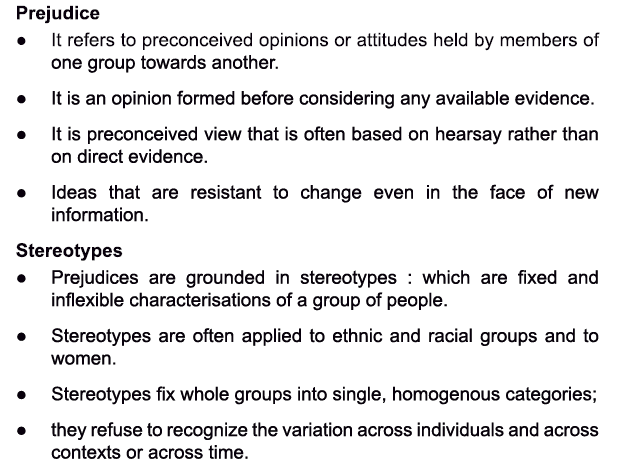 Prejudice
● It refers to preconceived opinions or attitudes held by members of
one group towards another.
● It is an opinion formed before considering any available evidence.
● It is preconceived view that is often based on hearsay rather than
on direct evidence.
● Ideas that are resistant to change even in the face of new
information.
Stereotypes
● Prejudices are grounded in stereotypes : which are fixed and
inflexible characterisations of a group of people.
● Stereotypes are often applied to ethnic and racial groups and to
women.
● Stereotypes fix whole groups into single, homogenous categories;
● they refuse to recognize the variation across individuals and across
contexts or across time.